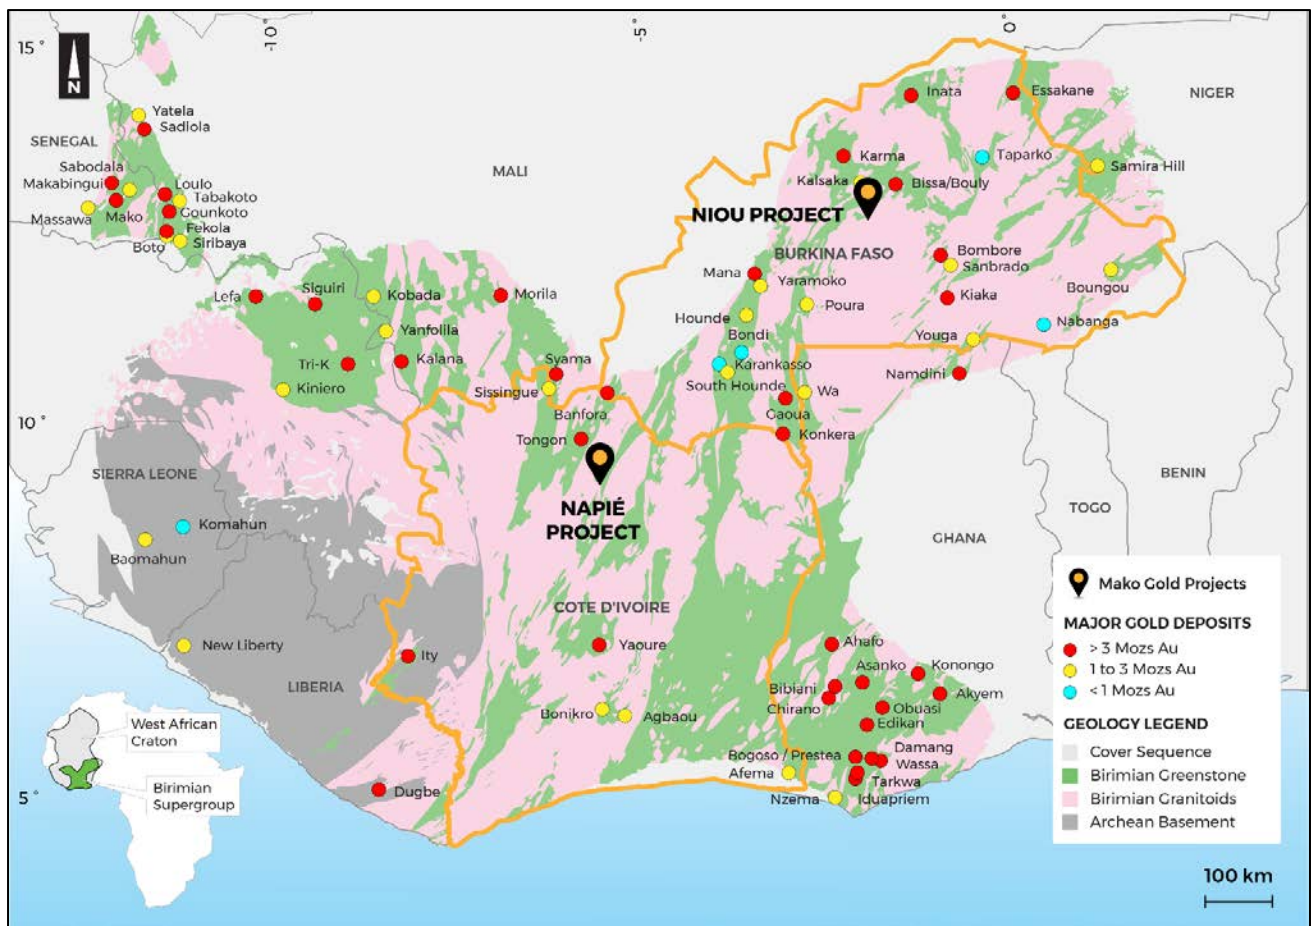 -10°
-5°
0°
15°
N
Yatela
Sadiola
SENEGAL
Sabodala
Makabingui
Loulo
Tabakoto
Massawa
Mako
Gounkoto
Fekola
Boto
Siribaya
MALI
NIGER
Inata
Essakane
Karma
Taparko
Samira Hill
Kalsaka
Bissa/Bouly
NIOU PROJECT
BURKINA FASO
Bombore
Sanbrado
Mana
Yaramoko
Kiaka
Boungou
Poura
Hounde
Nabanga
Bondi
Youga
Karankasso
South Hounde
Namdini
Wa
Gaoua
Konkera
Lefa
Siguiri
Kobada
Morila
Yanfolila
Tri-K
Kalana
Syama
Kiniero
Sissingue
Banfora
10°
Tongon
NAPIÉ
PROJECT
SIERRA LEONE
Komahun
Baomahun
BENIN
TOGO
GHANA
COTE D'IVOIRE
New Liberty
Ity
Yaoure
LIBERIA
Bonikro
Agbaou
Ahafo
Asanko
Konongo
Bibiani
Akyem
Chirano
Obuasi
Edikan
Bogoso / Prestea
Damang
Wassa
Afema
Tarkwa
Nzema
Iduapriem
Dugbe
5°
West African
Craton
Birimian
Supergroup
Mako Gold Projects
MAJOR GOLD DEPOSITS
> 3 Mozs Au
1 to 3 Mozs Au
< 1 Mozs Au
GEOLOGY LEGEND
Cover Sequence
Birimian Greenstone
Birimian Granitoids
Archean Basement
100 km